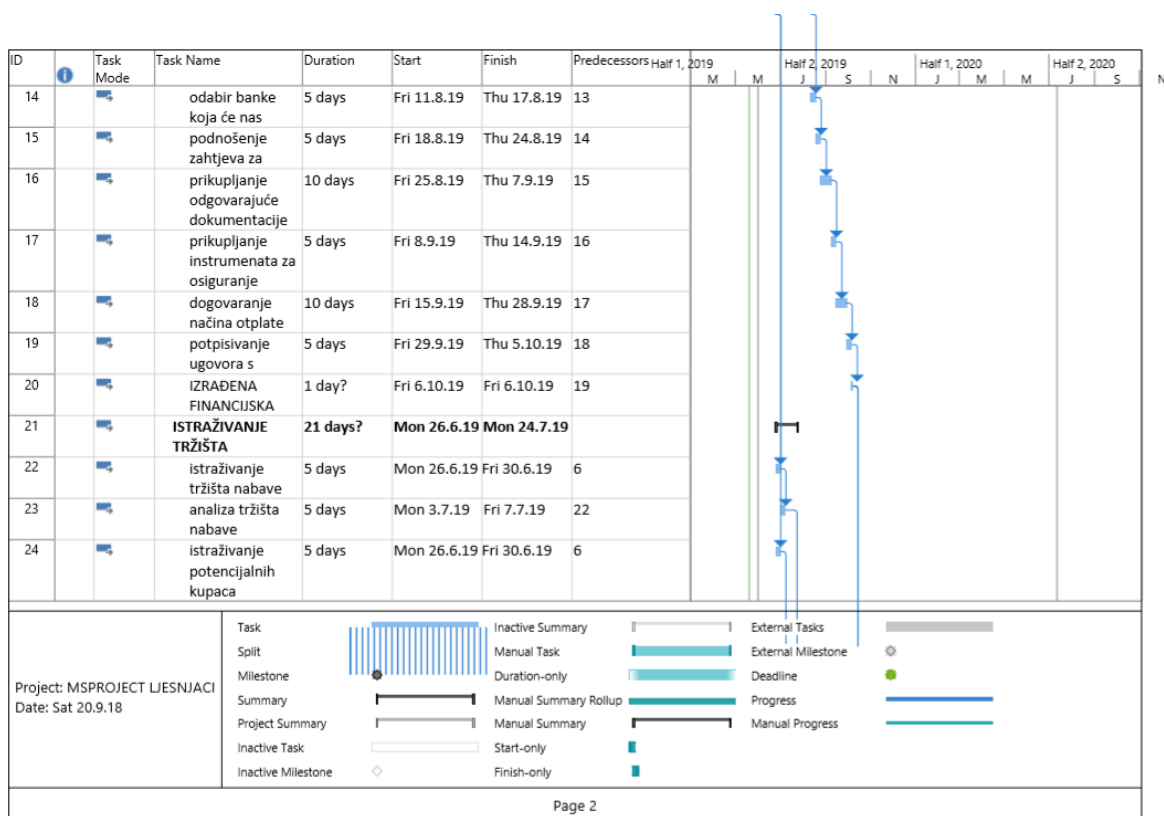 ID Task Mode Task Name Duration Start Finish Predecessors Half 1, 2019 Half 2, 2019 Half 1, 2020 Half 2, 2020
M M J S N J M M J S N
14 odabir banke koja će nas 5 days Fri 11.8.19 Thu 17.8.19 13
15 podnošenje zahtjeva za 5 days Fri 18.8.19 Thu 24.8.19 14
16 prikupljanje odgovarajuće dokumentacije 10 days Fri 25.8.19 Thu 7.9.19 15
17 prikupljanje instrumenata za osiguranje 5 days Fri 8.9.19 Thu 14.9.19 16
18 dogovaranje načina otplate 10 days Fri 15.9.19 Thu 28.9.19 17
19 potpisivanje ugovora s 5 days Fri 29.9.19 Thu 5.10.19 18
20 IZRAĐENA FINANCIJSKA 1 day? Fri 6.10.19 Fri 6.10.19 19
21 ISTRAŽIVANJE TRŽIŠTA 21 days? Mon 26.6.19 Mon 24.7.19
22 istraživanje tržišta nabave 5 days Mon 26.6.19 Fri 30.6.19 6
23 analiza tržišta nabave 5 days Mon 3.7.19 Fri 7.7.19 22
24 istraživanje potencijalnih kupaca 5 days Mon 26.6.19 Fri 30.6.19 6
Project: MSPROJECT LJESNJACI
Date: Sat 20.9.18
Task
Split
Milestone
Summary
Project Summary
Inactive Task
Inactive Milestone
Inactive Summary
Manual Task
Duration-only
Manual Summary Rollup
Manual Summary
Start-only
Finish-only
External Tasks
External Milestone
Deadline
Progress
Manual Progress
Page 2